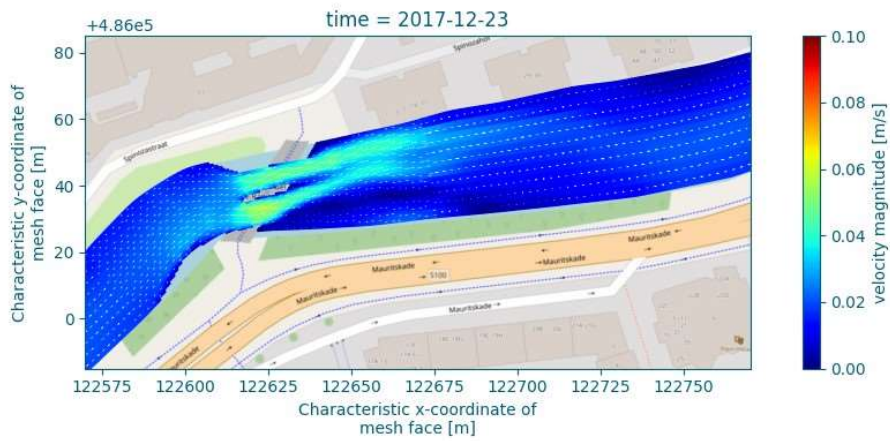 time = 2017-12-23
+4.86e5
80
60
40
20
0
Characteristic y-coordinate of
mesh face [m]
Spinozahof
Spinozastraat
Mauritskade
Mauritskade
Mauritskade
S100
Mauritskade
Mauritskade
Mauritskade
122575
122600
122625
122650
122675
122700
122725
122750
Characteristic x-coordinate of
mesh face [m]
0.10
0.08
0.06
0.04
0.02
0.00
velocity magnitude [m/s]